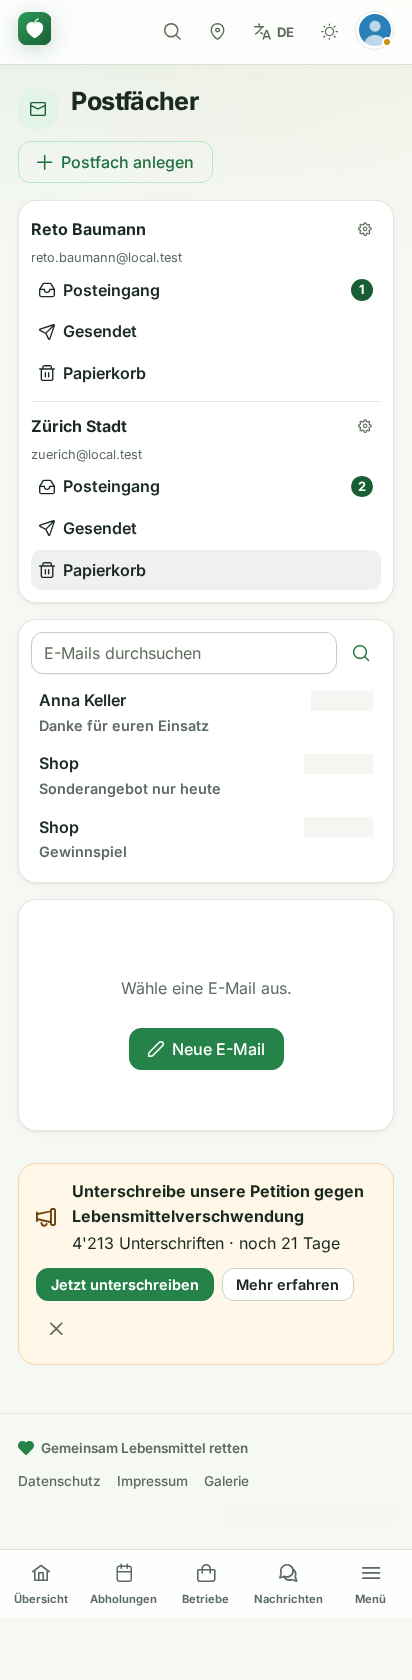 DE
Postfächer
Postfach anlegen
Reto Baumann
reto.baumann@local.test
Posteingang 1
Gesendet
Papierkorb
Zürich Stadt
zuerich@local.test
Posteingang 2
Gesendet
Papierkorb
E-Mails durchsuchen
Anna Keller
Danke für euren Einsatz
Shop
Sonderangebot nur heute
Shop
Gewinnspiel
Wähle eine E-Mail aus.
Neue E-Mail
Unterschreibe unsere Petition gegen
Lebensmittelverschwendung
4'213 Unterschriften · noch 21 Tage
Jetzt unterschreiben Mehr erfahren
Gemeinsam Lebensmittel retten
Datenschutz Impressum Galerie
Übersicht Abholungen Betriebe Nachrichten Menü